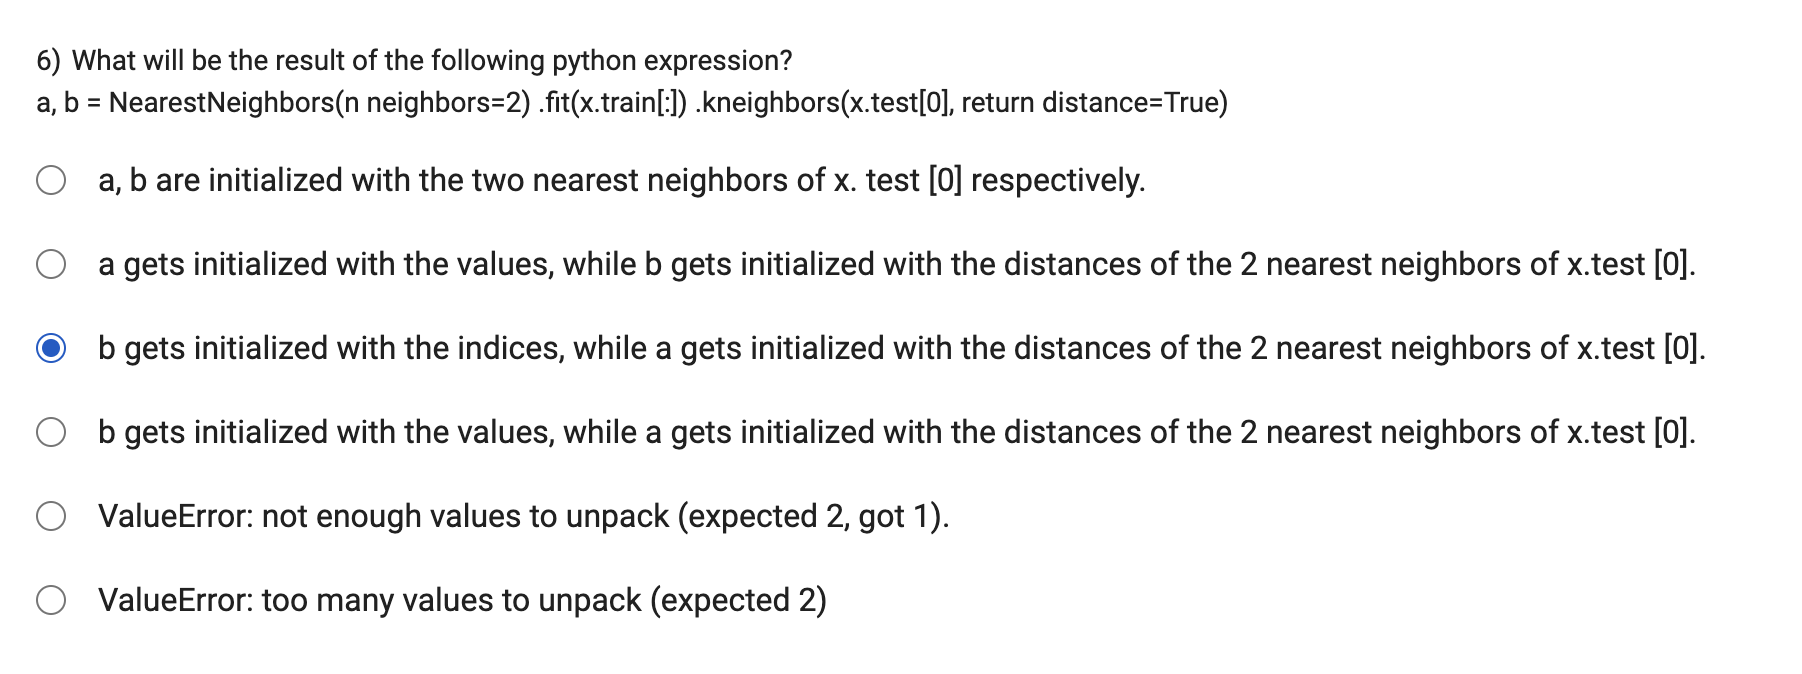 6) What will be the result of the following python expression?
a, b = NearestNeighbors(n neighbors=2) .fit(x.train[:]) .kneighbors(x.test[0], return distance=True)
a, b are initialized with the two nearest neighbors of x. test [0] respectively.
a gets initialized with the values, while b gets initialized with the distances of the 2 nearest neighbors of x.test [0].
b gets initialized with the indices, while a gets initialized with the distances of the 2 nearest neighbors of x.test [0].
b gets initialized with the values, while a gets initialized with the distances of the 2 nearest neighbors of x.test [0].
ValueError: not enough values to unpack (expected 2, got 1).
ValueError: too many values to unpack (expected 2)